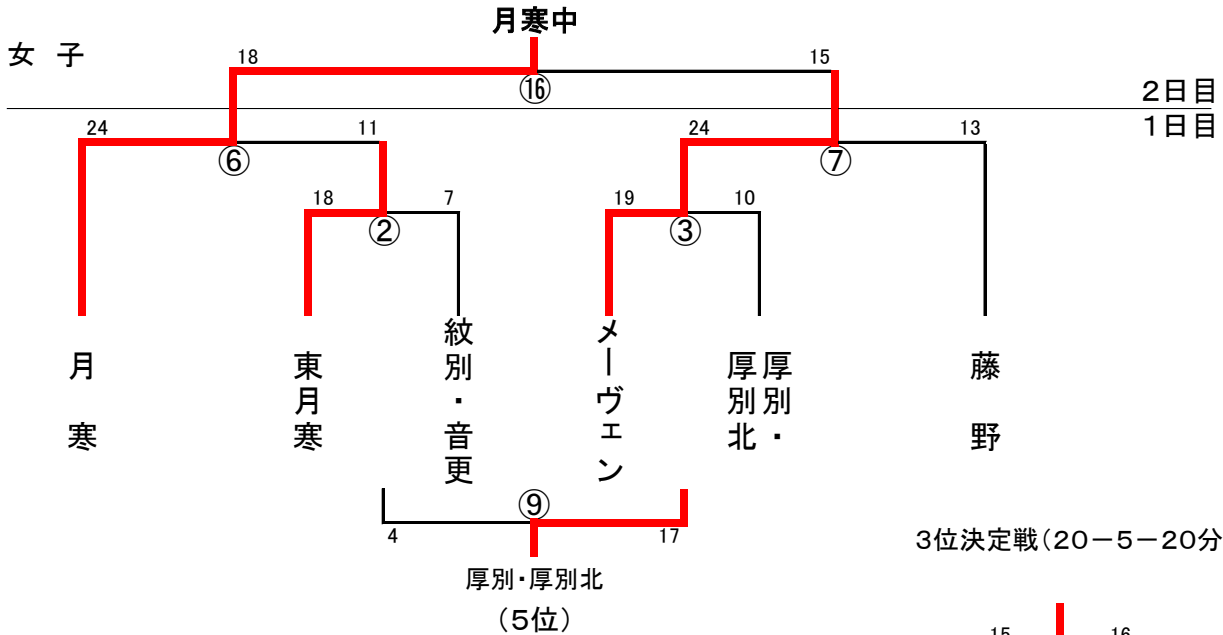 月寒中
女 子
18
15
⑯
2日目
1日目
24
11
24
13
⑥
⑦
18
7
19
10
②
③
月寒
東月寒
紋別・音更
メーヴェン
厚別・
厚別北
藤野
⑨
4
17
厚別・厚別北
(5位)
3位決定戦(20-5-20分
15
16